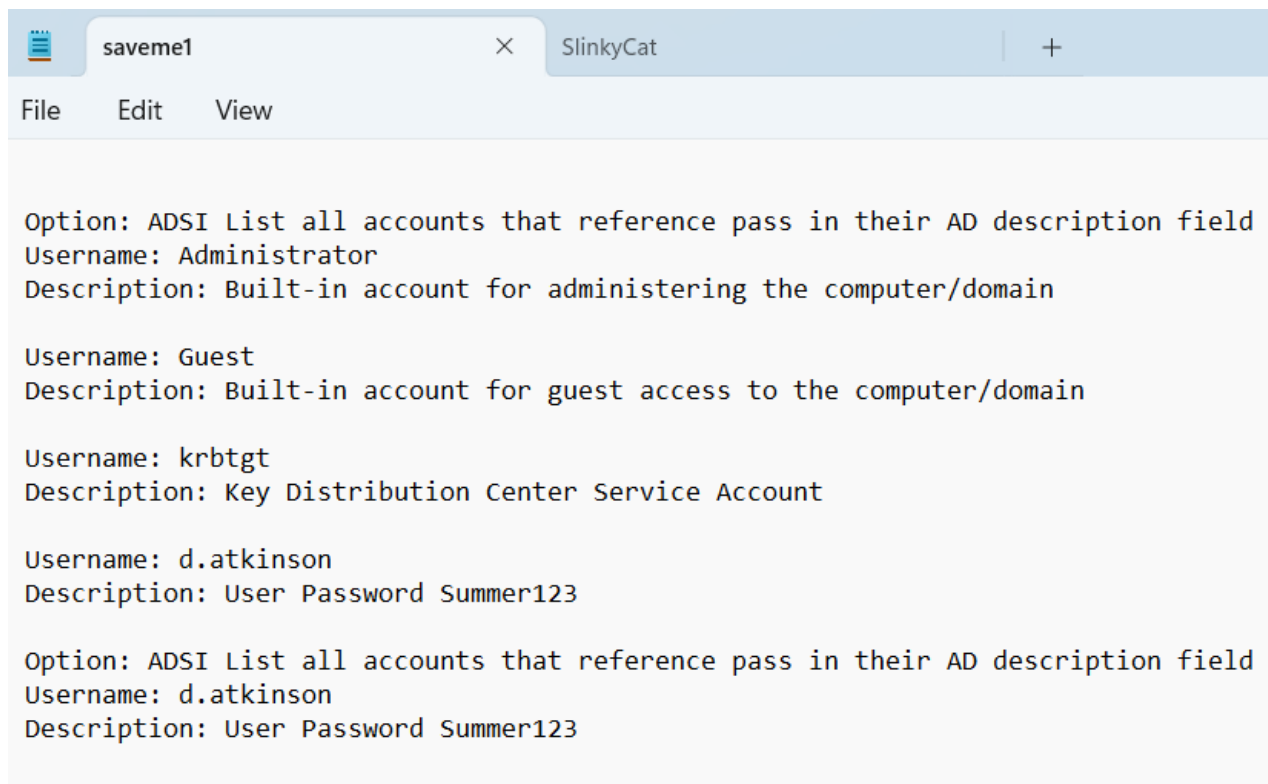 saveme1
SlinkyCat
File Edit View
Option: ADSI List all accounts that reference pass in their AD description field
Username: Administrator
Description: Built-in account for administering the computer/domain
Username: Guest
Description: Built-in account for guest access to the computer/domain
Username: krbtgt
Description: Key Distribution Center Service Account
Username: d.atkinson
Description: User Password Summer123
Option: ADSI List all accounts that reference pass in their AD description field
Username: d.atkinson
Description: User Password Summer123